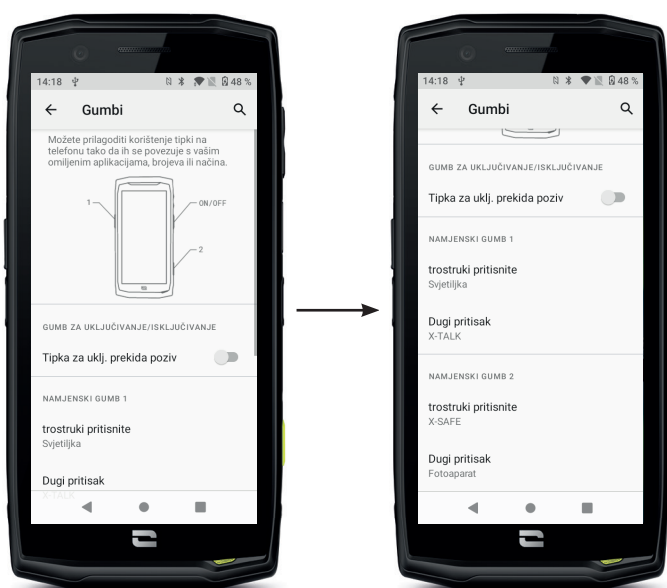 14:18 48 %
Gumbi
Možete prilagoditi korištenje tipki na
telefonu tako da ih se povezuje s vašim
omiljenim aplikacijama, brojeva ili načina.
1
ON/OFF
2
GUMB ZA UKLJUČIVANJE/ISKLJUČIVANJE
Tipka za uklj. prekida poziv
NAMJENSKI GUMB 1
trostruki pritisnite
Svjetiljka
Dugi pritisak
X-TALK
14:18 48 %
Gumbi
GUMB ZA UKLJUČIVANJE/ISKLJUČIVANJE
Tipka za uklj. prekida poziv
NAMJENSKI GUMB 1
trostruki pritisnite
Svjetiljka
Dugi pritisak
X-TALK
NAMJENSKI GUMB 2
trostruki pritisnite
X-SAFE
Dugi pritisak
Fotoaparat